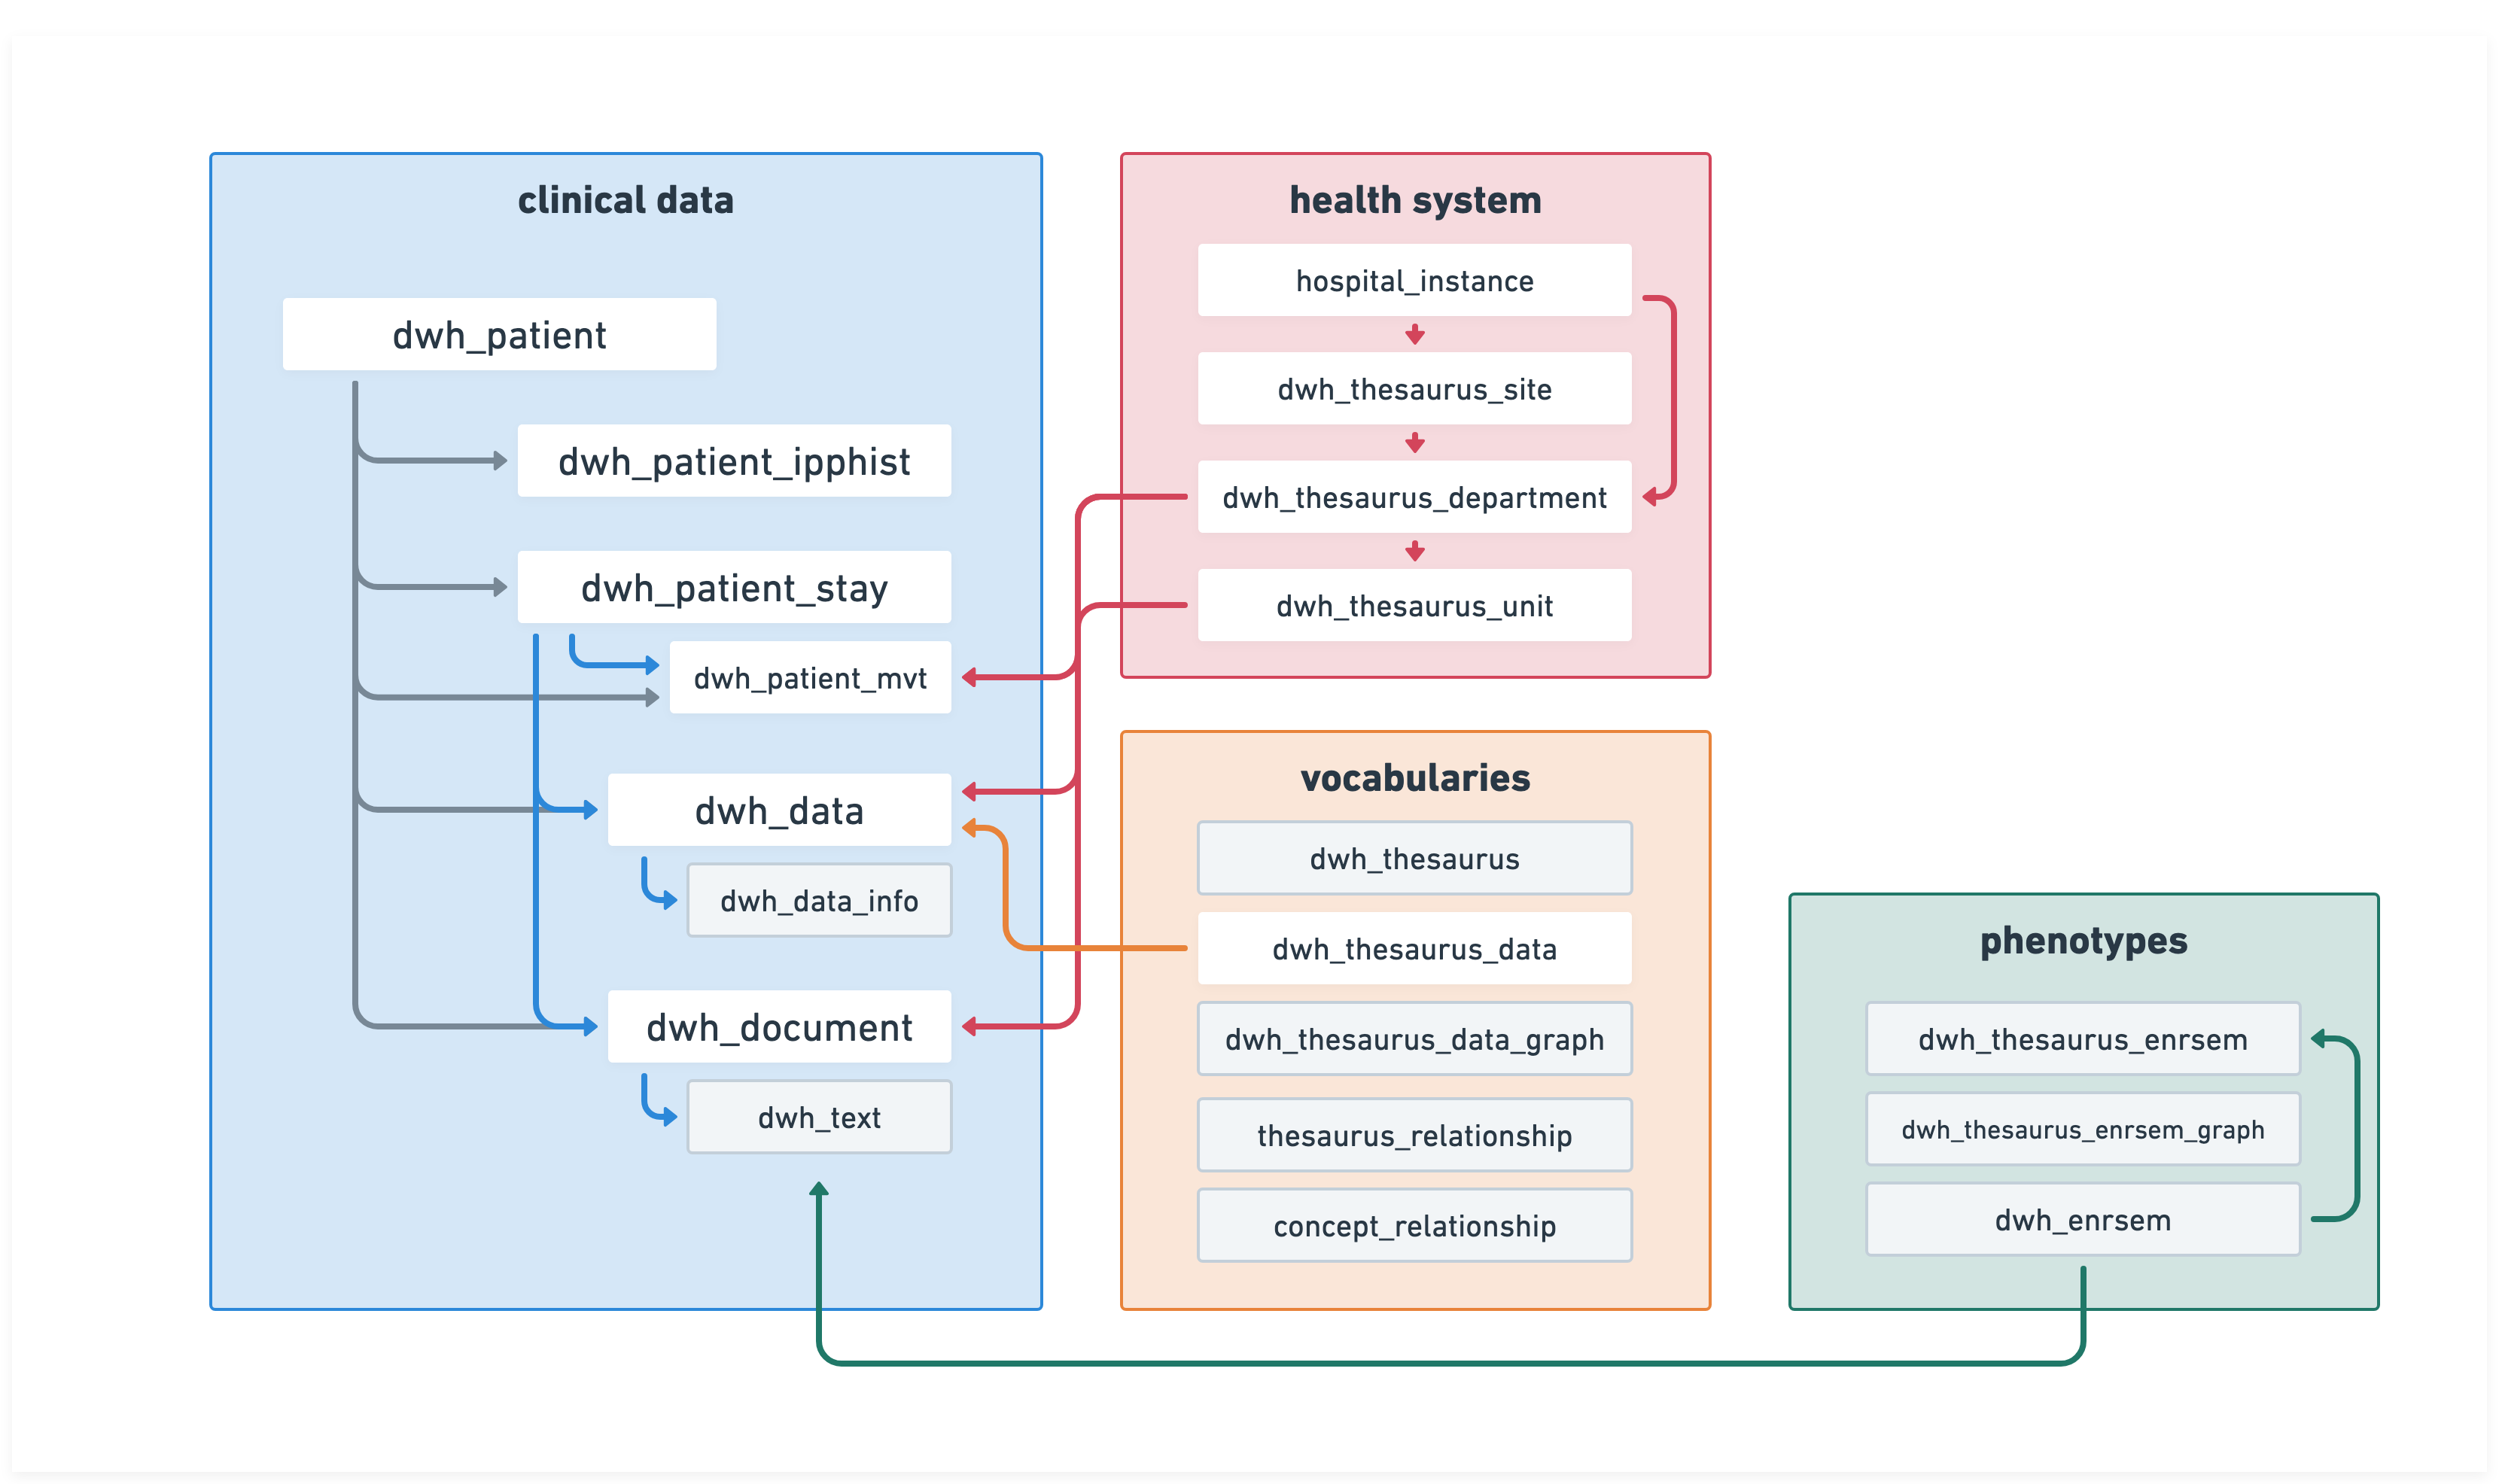 clinical data
dwh_patient
dwh_patient_ipphist
dwh_patient_stay
dwh_patient_mvt
dwh_data
dwh_data_info
dwh_document
dwh_text
health system
hospital_instance
dwh_thesaurus_site
dwh_thesaurus_department
dwh_thesaurus_unit
vocabularies
dwh_thesaurus
dwh_thesaurus_data
dwh_thesaurus_data_graph
thesaurus_relationship
concept_relationship
phenotypes
dwh_thesaurus_enrsem
dwh_thesaurus_enrsem_graph
dwh_enrsem